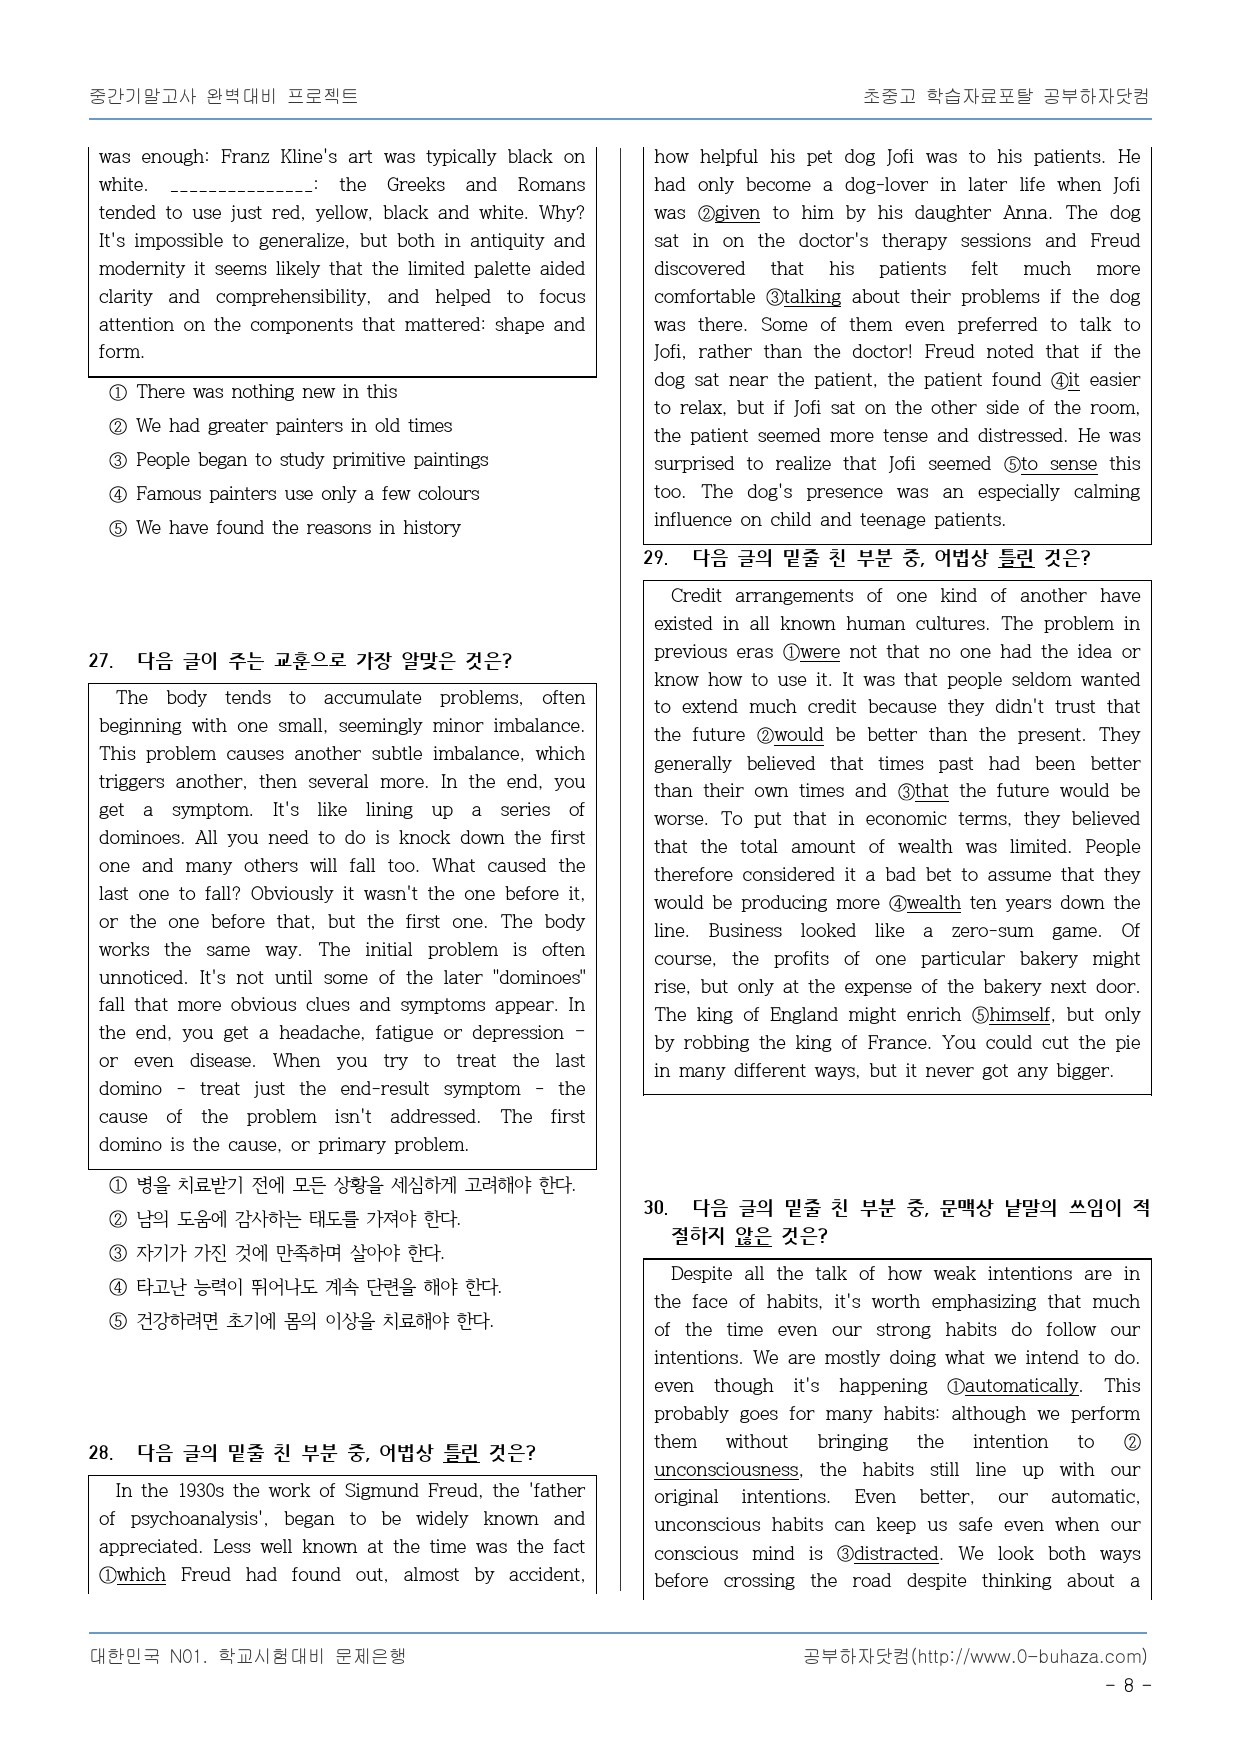 중간기말고사 완벽대비 프로젝트
초중고 학습자료포탈 공부하자닷컴
was enough: Franz Kline's art was typically black on
white. _______________: the Greeks and Romans
tended to use just red, yellow, black and white. Why?
It's impossible to generalize, but both in antiquity and
modernity it seems likely that the limited palette aided
clarity and comprehensibility, and helped to focus
attention on the components that mattered: shape and
form.
① There was nothing new in this
② We had greater painters in old times
③ People began to study primitive paintings
④ Famous painters use only a few colours
⑤ We have found the reasons in history
27. 다음 글이 주는 교훈으로 가장 알맞은 것은?
The body tends to accumulate problems, often
beginning with one small, seemingly minor imbalance.
This problem causes another subtle imbalance, which
triggers another, then several more. In the end, you
get a symptom. It's like lining up a series of
dominoes. All you need to do is knock down the first
one and many others will fall too. What caused the
last one to fall? Obviously it wasn't the one before it,
or the one before that, but the first one. The body
works the same way. The initial problem is often
unnoticed. It's not until some of the later "dominoes"
fall that more obvious clues and symptoms appear. In
the end, you get a headache, fatigue or depression -
or even disease. When you try to treat the last
domino - treat just the end-result symptom - the
cause of the problem isn't addressed. The first
domino is the cause, or primary problem.
① 병을 치료받기 전에 모든 상황을 세심하게 고려해야 한다.
② 남의 도움에 감사하는 태도를 가져야 한다.
③ 자기가 가진 것에 만족하며 살아야 한다.
④ 타고난 능력이 뛰어나도 계속 단련을 해야 한다.
⑤ 건강하려면 초기에 몸의 이상을 치료해야 한다.
28. 다음 글의 밑줄 친 부분 중, 어법상 틀린 것은?
In the 1930s the work of Sigmund Freud, the 'father
of psychoanalysis', began to be widely known and
appreciated. Less well known at the time was the fact
①which Freud had found out, almost by accident,
how helpful his pet dog Jofi was to his patients. He
had only become a dog-lover in later life when Jofi
was ②given to him by his daughter Anna. The dog
sat in on the doctor's therapy sessions and Freud
discovered that his patients felt much more
comfortable ③talking about their problems if the dog
was there. Some of them even preferred to talk to
Jofi, rather than the doctor! Freud noted that if the
dog sat near the patient, the patient found ④it easier
to relax, but if Jofi sat on the other side of the room,
the patient seemed more tense and distressed. He was
surprised to realize that Jofi seemed ⑤to sense this
too. The dog's presence was an especially calming
influence on child and teenage patients.
29. 다음 글의 밑줄 친 부분 중, 어법상 틀린 것은?
Credit arrangements of one kind of another have
existed in all known human cultures. The problem in
previous eras ①were not that no one had the idea or
know how to use it. It was that people seldom wanted
to extend much credit because they didn't trust that
the future ②would be better than the present. They
generally believed that times past had been better
than their own times and ③that the future would be
worse. To put that in economic terms, they believed
that the total amount of wealth was limited. People
therefore considered it a bad bet to assume that they
would be producing more ④wealth ten years down the
line. Business looked like a zero-sum game. Of
course, the profits of one particular bakery might
rise, but only at the expense of the bakery next door.
The king of England might enrich ⑤himself, but only
by robbing the king of France. You could cut the pie
in many different ways, but it never got any bigger.
30. 다음 글의 밑줄 친 부분 중, 문맥상 낱말의 쓰임이 적
절하지 않은 것은?
Despite all the talk of how weak intentions are in
the face of habits, it's worth emphasizing that much
of the time even our strong habits do follow our
intentions. We are mostly doing what we intend to do.
even though it's happening ①automatically. This
probably goes for many habits: although we perform
them without bringing the intention to ②
unconsciousness, the habits still line up with our
original intentions. Even better, our automatic,
unconscious habits can keep us safe even when our
conscious mind is ③distracted. We look both ways
before crossing the road despite thinking about a
대한민국 N01. 학교시험대비 문제은행
공부하자닷컴(http://www.0-buhaza.com)
- 8 -